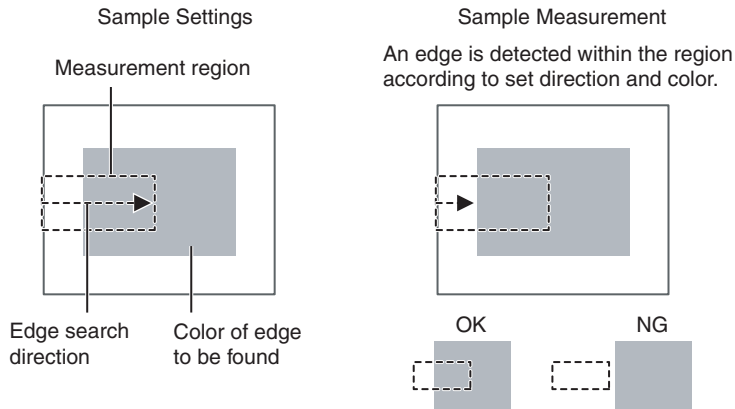 Sample Settings
Measurement region
Edge search
direction
Color of edge
to be found
Sample Measurement
An edge is detected within the region
according to set direction and color.
OK
NG